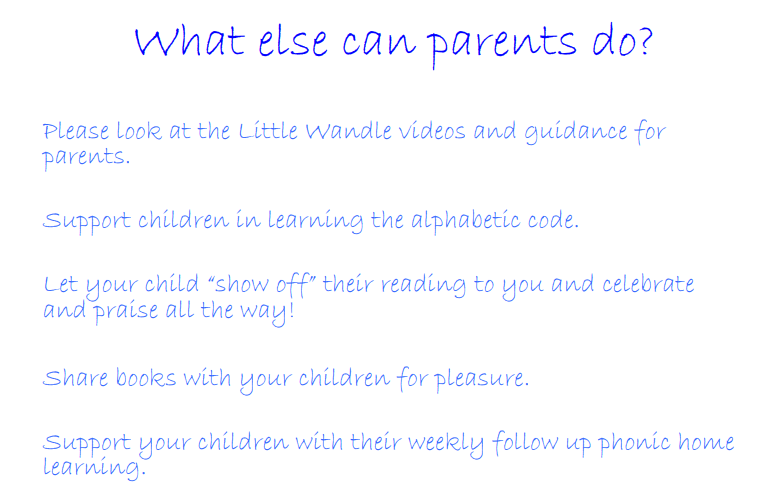 What else can parents do?
Please look at the Little Wandle videos and guidance for
parents.
Support children in learning the alphabetic code.
Let your child “show off” their reading to you and celebrate
and praise all the way!
Share books with your children for pleasure.
Support your children with their weekly follow up phonic home
learning.